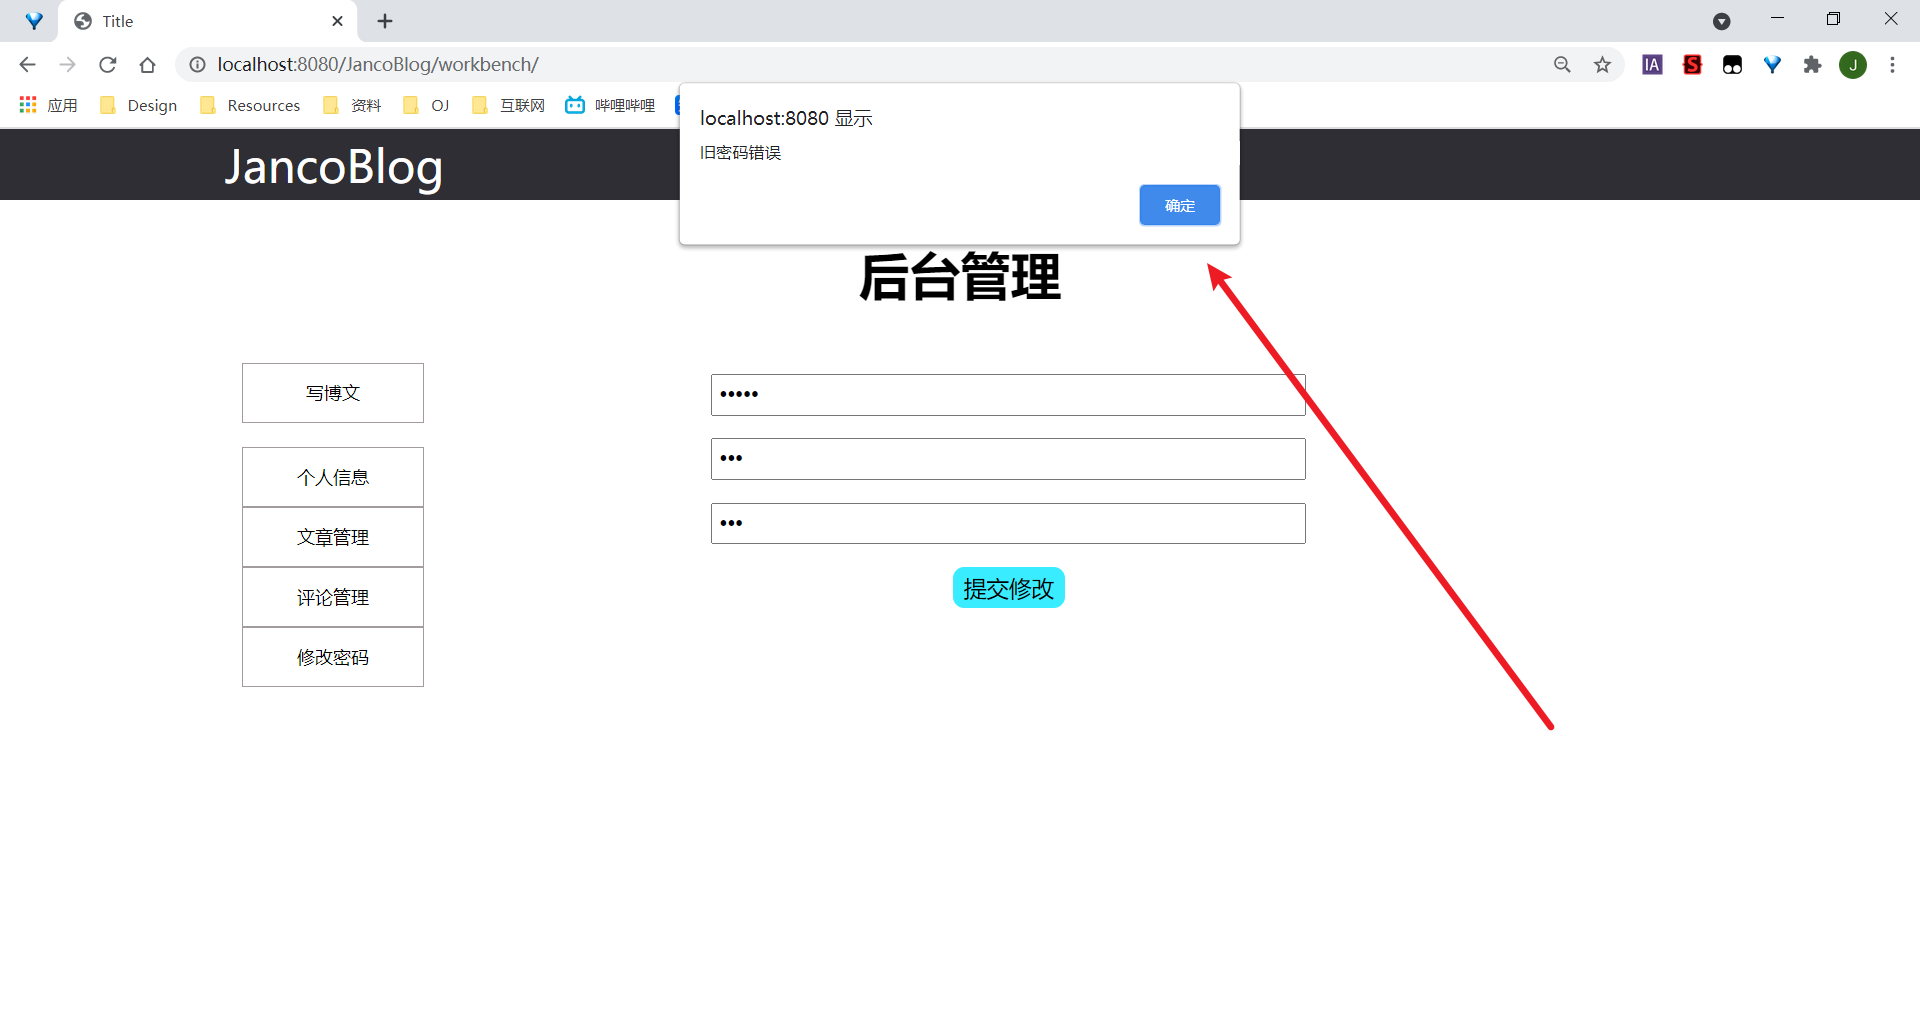 Title
localhost:8080/JancoBlog/workbench/
IA
S
J
应用
Design
Resources
资料
OJ
互联网
哔哩哔哩
localhost:8080 显示
旧密码错误
确定
JancoBlog
后台管理
写博文
个人信息
文章管理
评论管理
修改密码
•••••
•••
•••
提交修改